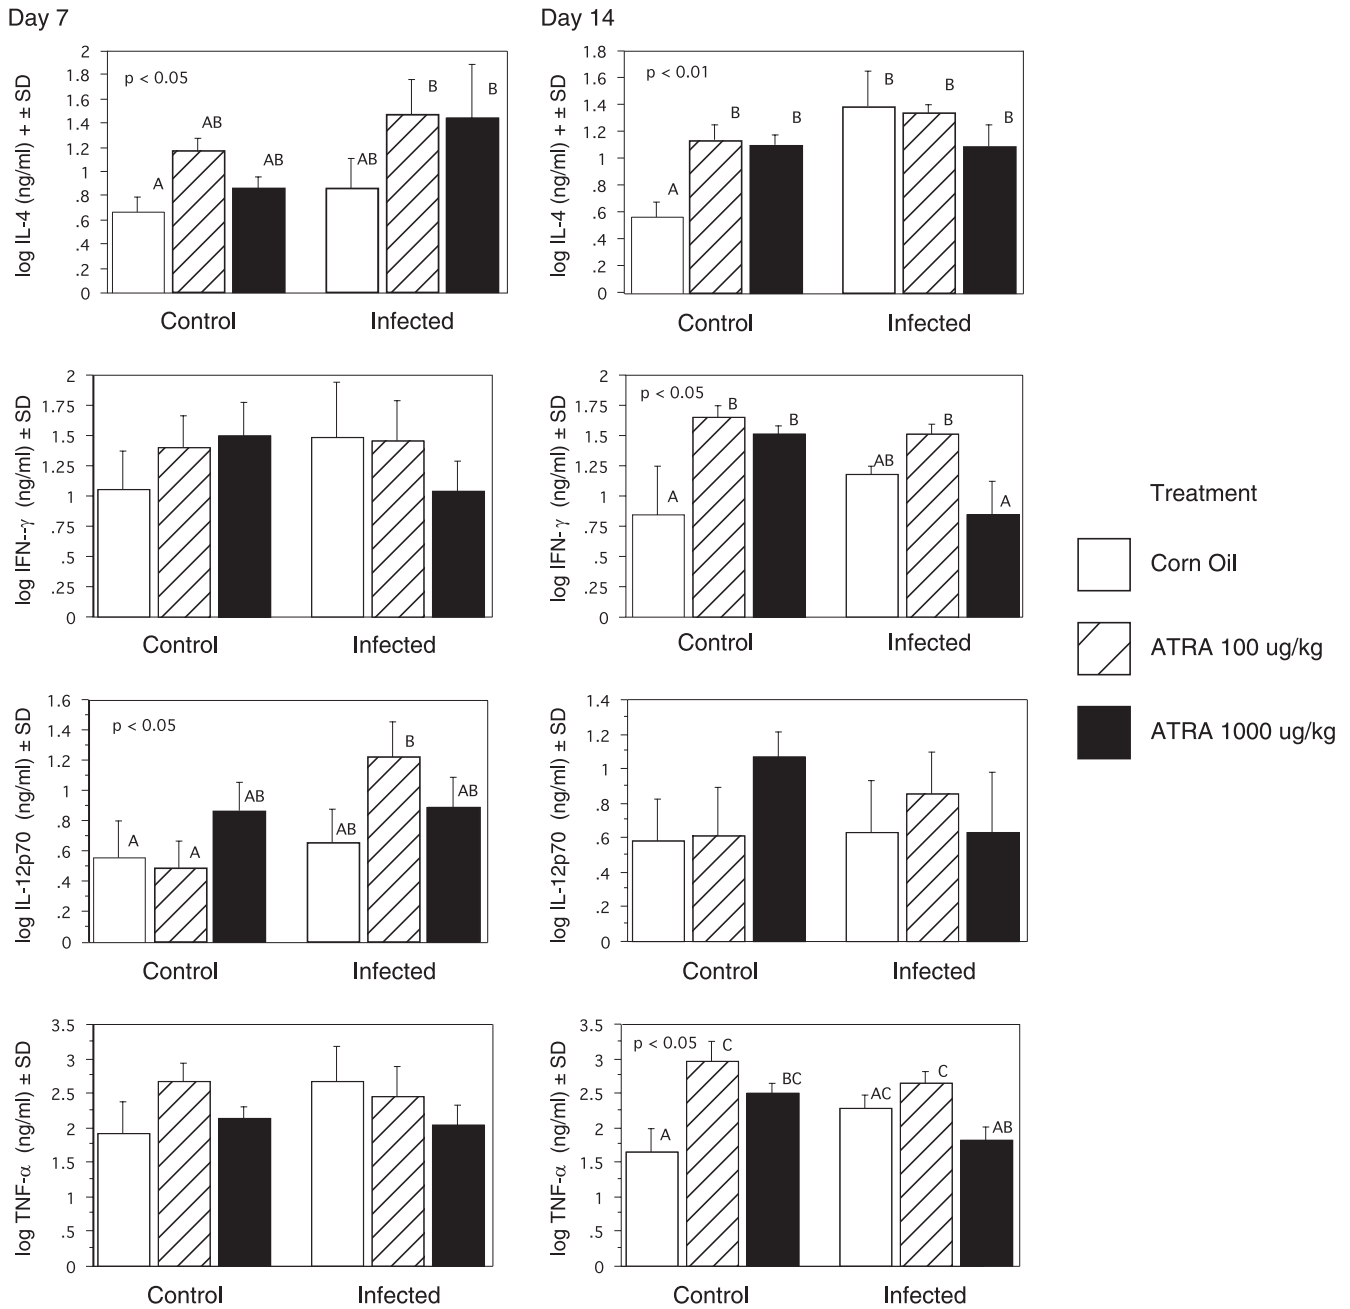 Day 7
Day 14
log IL-4 (ng/ml) + ± SD
2
1.8
1.6
1.4
1.2
1
.8
.6
.4
.2
0
p < 0.05
A
AB
AB
AB
B
B
Control
Infected
log IL-4 (ng/ml) + ± SD
1.8
1.6
1.4
1.2
1
.8
.6
.4
.2
0
p < 0.01
A
B
B
B
B
B
Control
Infected
log IFN--γ (ng/ml) ± SD
2
1.75
1.5
1.25
1
.75
.5
.25
0
Control
Infected
log IFN- γ (ng/ml) ± SD
2
1.75
1.5
1.25
1
.75
.5
.25
0
p < 0.05
A
B
B
AB
B
A
Control
Infected
Treatment
Corn Oil
ATRA 100 ug/kg
ATRA 1000 ug/kg
log IL-12p70 (ng/ml) ± SD
1.6
1.4
1.2
1
.8
.6
.4
.2
0
p < 0.05
A
A
AB
AB
B
AB
Control
Infected
log IL-12p70 (ng/ml) ± SD
1.4
1.2
1
.8
.6
.4
.2
0
Control
Infected
log TNF-α (ng/ml) ± SD
3.5
3
2.5
2
1.5
1
.5
0
Control
Infected
log TNF-α (ng/ml) ± SD
3.5
3
2.5
2
1.5
1
.5
0
p < 0.05
A
C
BC
AC
C
AB
Control
Infected